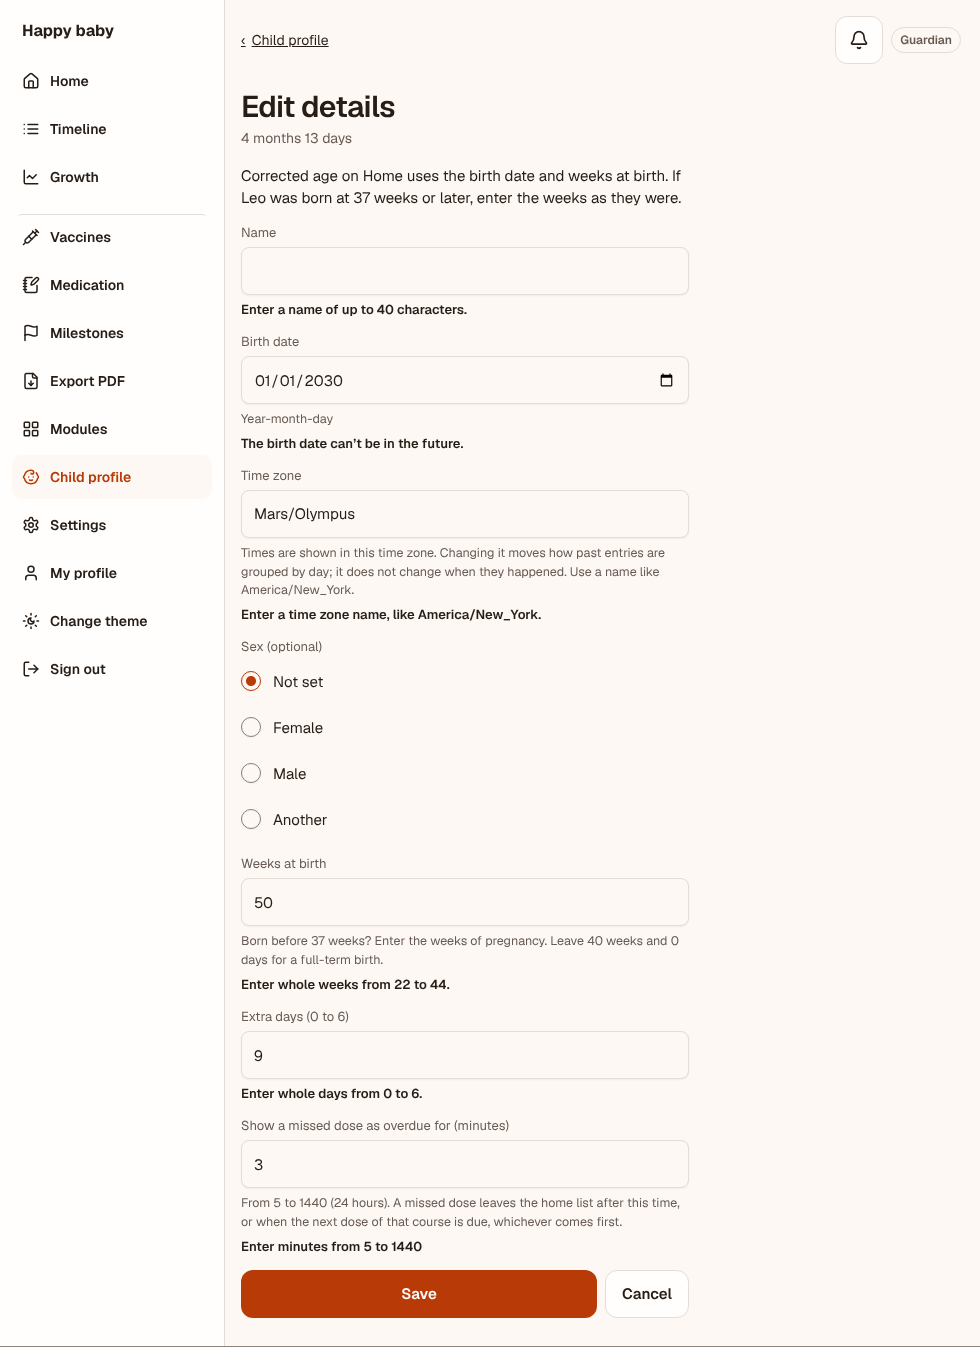 Happy baby
Home
Timeline
Growth
Vaccines
Medication
Milestones
Export PDF
Modules
Child profile
Settings
My profile
Change theme
Sign out
‹ Child profile
Guardian
Edit details
4 months 13 days
Corrected age on Home uses the birth date and weeks at birth. If
Leo was born at 37 weeks or later, enter the weeks as they were.
Name
Enter a name of up to 40 characters.
Birth date
01/01/2030
Year-month-day
The birth date can’t be in the future.
Time zone
Mars/Olympus
Times are shown in this time zone. Changing it moves how past entries are
grouped by day; it does not change when they happened. Use a name like
America/New_York.
Enter a time zone name, like America/New_York.
Sex (optional)
Not set
Female
Male
Another
Weeks at birth
50
Born before 37 weeks? Enter the weeks of pregnancy. Leave 40 weeks and 0
days for a full-term birth.
Enter whole weeks from 22 to 44.
Extra days (0 to 6)
9
Enter whole days from 0 to 6.
Show a missed dose as overdue for (minutes)
3
From 5 to 1440 (24 hours). A missed dose leaves the home list after this time,
or when the next dose of that course is due, whichever comes first.
Enter minutes from 5 to 1440
Save
Cancel